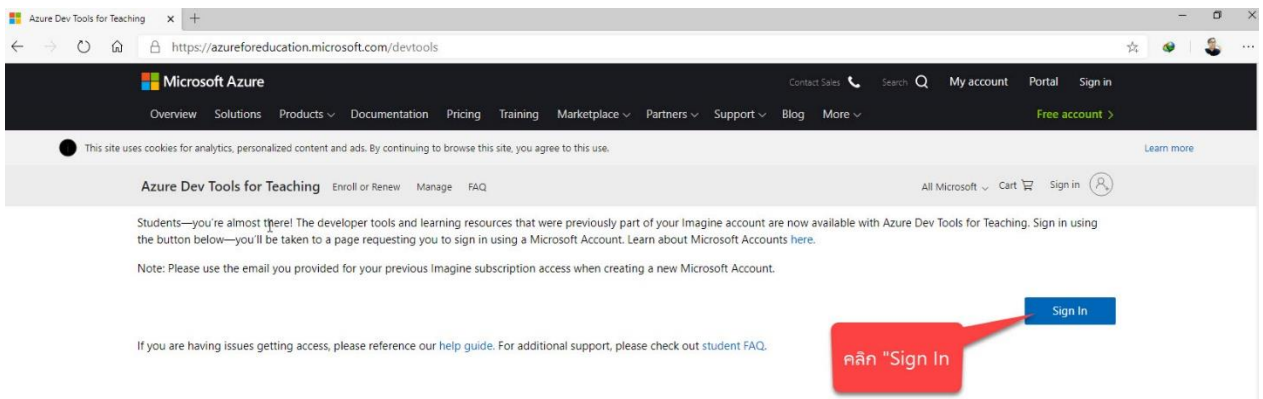 Azure Dev Tools for Teaching
https://azureforeducation.microsoft.com/devtools
Microsoft Azure
Contact Sales Search My account Portal Sign in
Overview Solutions Products Documentation Pricing Training Marketplace Partners Support Blog More Free account >
This site uses cookies for analytics, personalized content and ads. By continuing to browse this site, you agree to this use. Learn more
Azure Dev Tools for Teaching Enroll or Renew Manage FAQ All Microsoft Cart Sign in
Students—you're almost there! The developer tools and learning resources that were previously part of your Imagine account are now available with Azure Dev Tools for Teaching. Sign in using
the button below—you'll be taken to a page requesting you to sign in using a Microsoft Account. Learn about Microsoft Accounts here.
Note: Please use the email you provided for your previous Imagine subscription access when creating a new Microsoft Account.
Sign In
If you are having issues getting access, please reference our help guide. For additional support, please check out student FAQ.
คลิก "Sign In